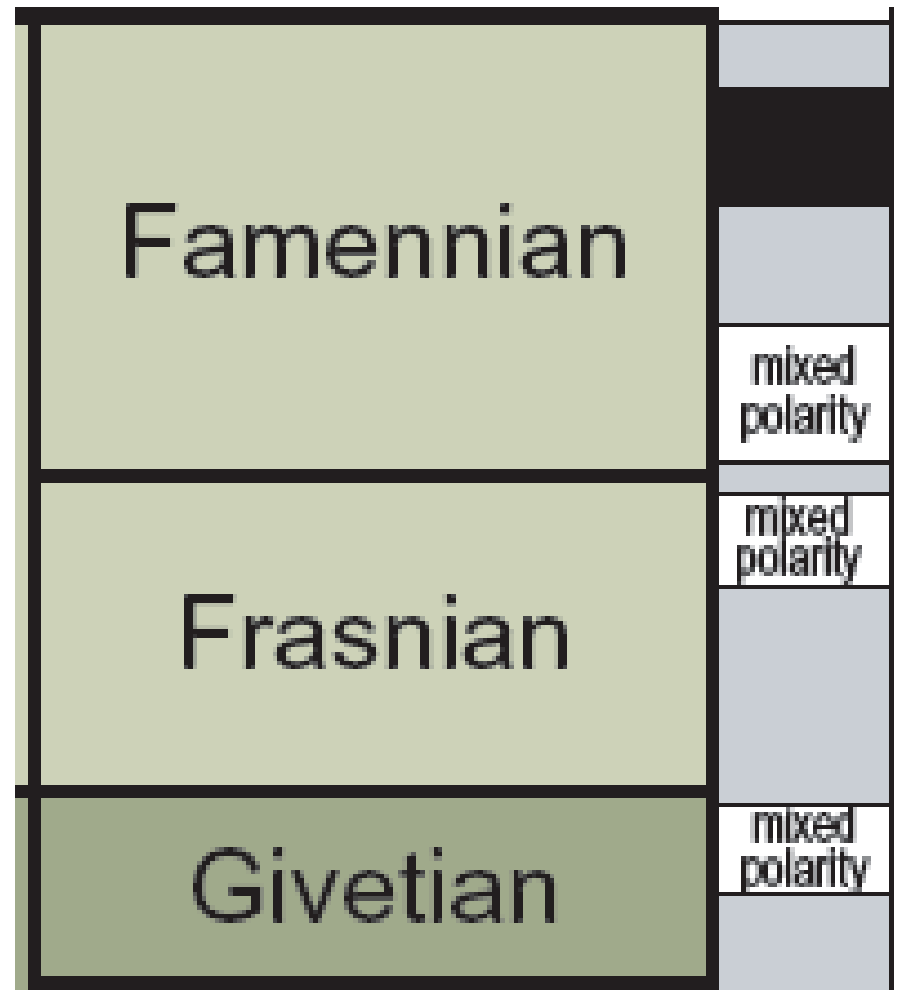 Famennian
mixed
polarity
mixed
polarity
Frasnian
mixed
polarity
Givetian